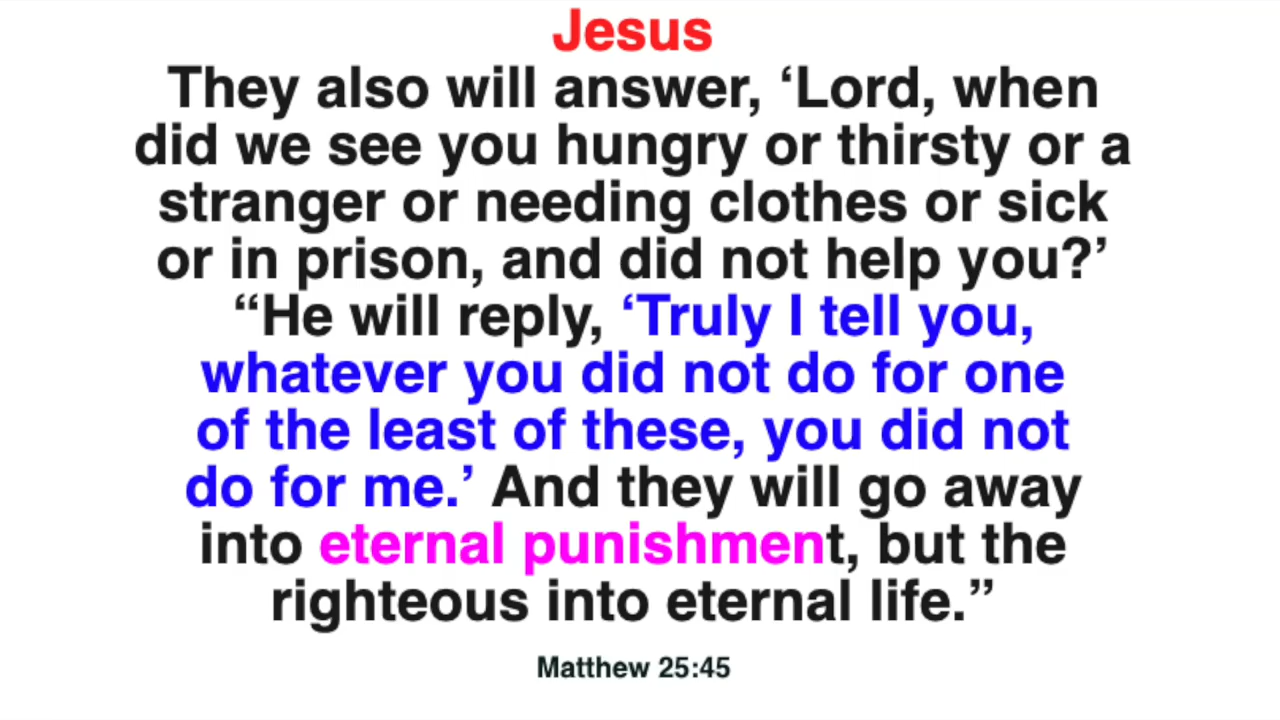 Jesus
They also will answer, ‘Lord, when
did we see you hungry or thirsty or a
stranger or needing clothes or sick
or in prison, and did not help you?’
“He will reply, ‘Truly I tell you,
whatever you did not do for one
of the least of these, you did not
do for me.’ And they will go away
into eternal punishment, but the
righteous into eternal life.”
Matthew 25:45